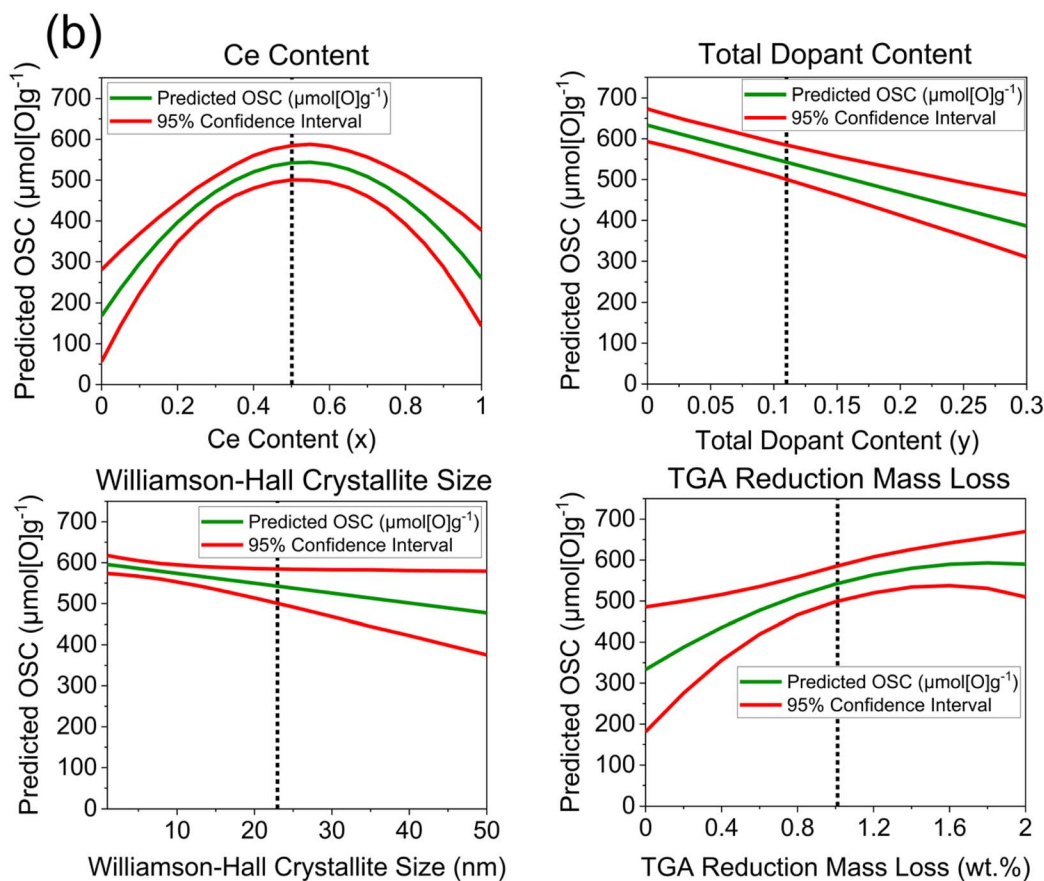 (b)
Ce Content
Predicted OSC (µmol[O]g⁻¹)
700
600
500
400
300
200
100
0
Predicted OSC (µmol[O]g⁻¹)
95% Confidence Interval
0 0.2 0.4 0.6 0.8 1
Ce Content (x)
Total Dopant Content
Predicted OSC (µmol[O]g⁻¹)
700
600
500
400
300
200
100
0
Predicted OSC (µmol[O]g⁻¹)
95% Confidence Interval
0 0.05 0.1 0.15 0.2 0.25 0.3
Total Dopant Content (y)
Williamson-Hall Crystallite Size
Predicted OSC (µmol[O]g⁻¹)
700
600
500
400
300
200
100
0
Predicted OSC (µmol[O]g⁻¹)
95% Confidence Interval
10 20 30 40 50
Williamson-Hall Crystallite Size (nm)
TGA Reduction Mass Loss
Predicted OSC (µmol[O]g⁻¹)
700
600
500
400
300
200
100
0
Predicted OSC (µmol[O]g⁻¹)
95% Confidence Interval
0 0.4 0.8 1.2 1.6 2
TGA Reduction Mass Loss (wt.%)